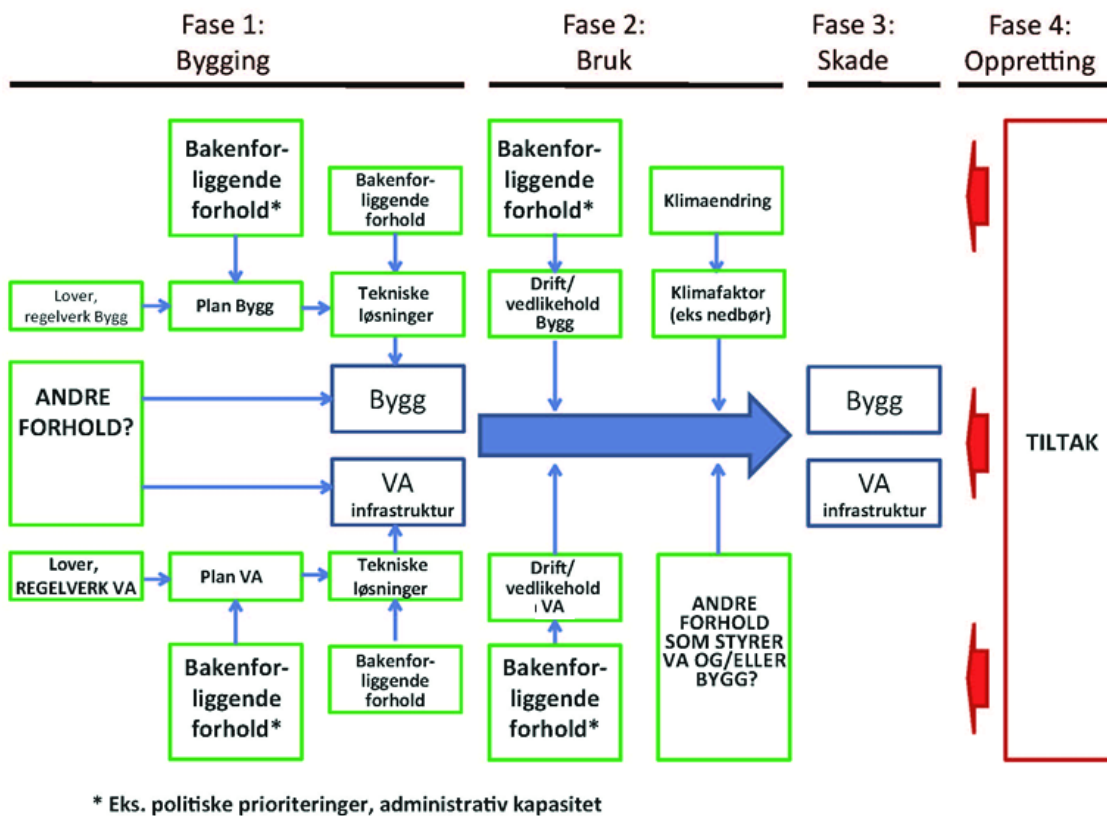 Fase 1:
Bygging
Fase 2:
Bruk
Fase 3:
Skade
Fase 4:
Oppretting
Bakenfor-
liggende
forhold*
Bakenfor-
liggende
forhold
Bakenfor-
liggende
forhold*
Klimaendring
Lover,
regelverk Bygg
Plan Bygg
Tekniske
løsninger
Drift/
vedlikehold
Bygg
Klimafaktor
(eks nedbør)
ANDRE
FORHOLD?
Bygg
VA
infrastruktur
Bygg
VA
infrastruktur
TILTAK
Lover,
REGELVERK VA
Plan VA
Tekniske
løsninger
Drift/
vedlikehold
VA
ANDRE
FORHOLD
SOM STYRER
VA OG/ELLER
BYGG?
Bakenfor-
liggende
forhold*
Bakenfor-
liggende
forhold
Bakenfor-
liggende
forhold*
* Eks. politiske prioriteringer, administrativ kapasitet